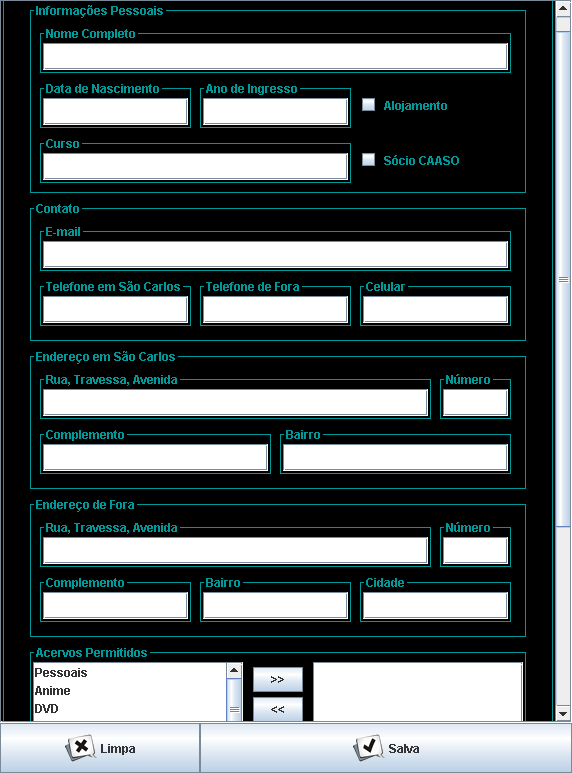 Informações Pessoais
Nome Completo
Data de Nascimento Ano de Ingresso Alojamento
Curso Sócio CAASO
Contato
E-mail
Telefone em São Carlos Telefone de Fora Celular
Endereço em São Carlos
Rua, Travessa, Avenida Número
Complemento Bairro
Endereço de Fora
Rua, Travessa, Avenida Número
Complemento Bairro Cidade
Acervos Permitidos
Pessoais >>
Anime
DVD <<
Limpa Salva